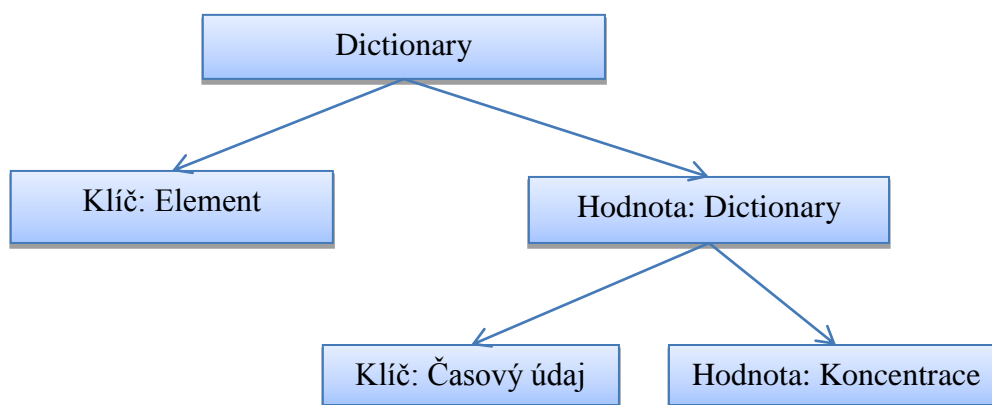 Dictionary
Klíč: Element
Hodnota: Dictionary
Klíč: Časový údaj
Hodnota: Koncentrace